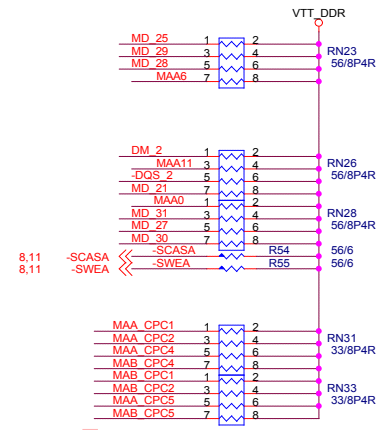 VTT_DDR
MD_25 1 2
MD_29 3 4 RN23
MD_28 5 6 56/8P4R
MAA6 7 8
DM_2 1 2
MAA11 3 4 RN26
-DQS_2 5 6 56/8P4R
MD_21 7 8
MAA0 1 2
MD_31 3 4 RN28
MD_27 5 6 56/8P4R
MD_30 7 8
8,11 -SCASA -SCASA R54 56/6
8,11 -SWEA -SWEA R55 56/6
MAA_CPC1 1 2
MAA_CPC2 3 4 RN31
MAA_CPC4 5 6 33/8P4R
MAB_CPC4 7 8
MAB_CPC1 1 2
MAB_CPC2 3 4 RN33
MAA_CPC5 5 6 33/8P4R
MAB_CPC5 7 8